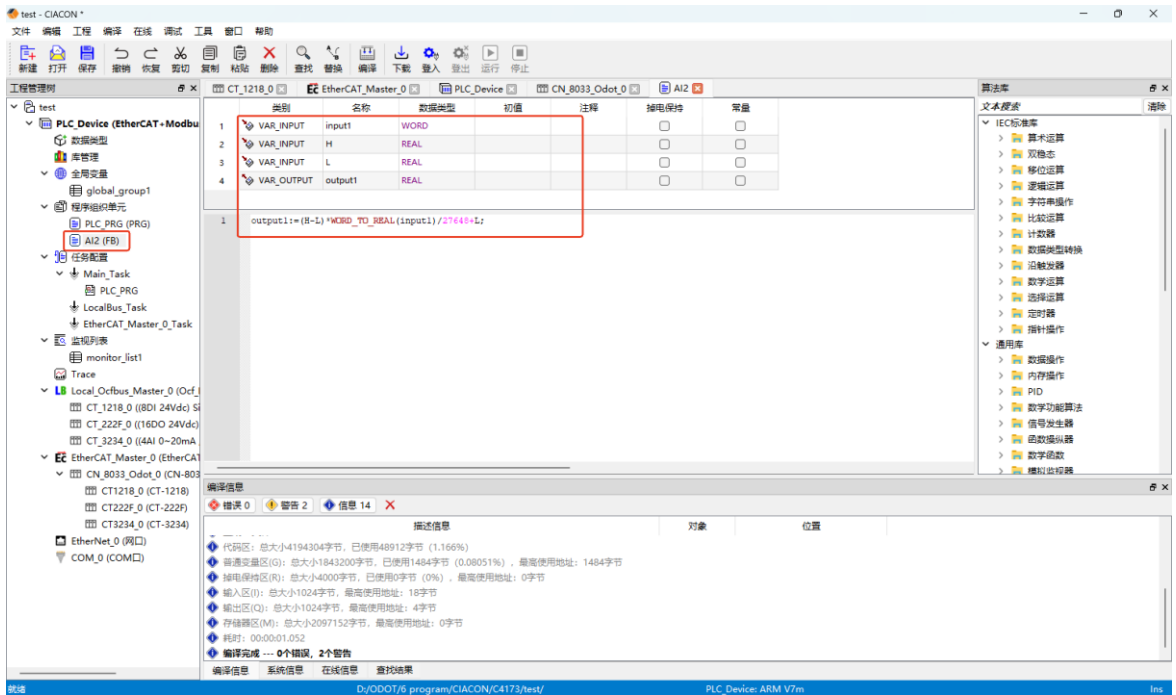 test - CIACON *
文件 编辑 工程 编译 在线 调试 工具 窗口 帮助
新建 打开 保存 撤销 恢复 剪切 复制 粘贴 删除 查找 替换 编译 下载 登入 登出 运行 停止
工程管理树
test
PLC_Device (EtherCAT+Modbu
数据类型
库管理
全局变量
global_group1
程序组织单元
PLC_PRG (PRG)
AI2 (FB)
任务配置
Main_Task
PLC_PRG
LocalBus_Task
EtherCAT_Master_0_Task
监视列表
monitor_list1
Trace
LB Local_Ocfbus_Master_0 (Ocf_
CT_1218_0 ((8DI 24Vdc) Si
CT_222F_0 ((16DO 24Vdc)
CT_3234_0 ((4AI 0~20mA
EC EtherCAT_Master_0 (EtherCAT
CN_8033_Odot_0 (CN-803
CT1218_0 (CT-1218)
CT222F_0 (CT-222F)
CT3234_0 (CT-3234)
EtherNet_0 (网口)
COM_0 (COM口)
CT_1218_0 EC EtherCAT_Master_0 PLC_Device CN_8033_Odot_0 AI2
类别 名称 数据类型 初值 注释 掉电保持 常量
1 VAR_INPUT input1 WORD
2 VAR_INPUT H REAL
3 VAR_INPUT L REAL
4 VAR_OUTPUT output1 REAL
1 output1:=(H-L)*WORD_TO_REAL(input1)/27648+L;
编译信息
错误 0 警告 2 信息 14
描述信息 对象 位置
代码区：总大小4194304字节，已使用48912字节（1.166%）
普通变量区(G)：总大小1843200字节，已使用1484字节（0.08051%），最高使用地址：1484字节
掉电保持区(R)：总大小4000字节，已使用0字节（0%），最高使用地址：0字节
输入区(I)：总大小1024字节，最高使用地址：18字节
输出区(Q)：总大小1024字节，最高使用地址：4字节
存储器区(M)：总大小2097152字节，最高使用地址：0字节
耗时：00:00:01.052
编译完成 --- 0个错误，2个警告
编译信息 系统信息 在线信息 查找结果
算法库
文本搜索 清除
IEC标准库
算术运算
双稳态
移位运算
逻辑运算
字符串操作
比较运算
计数器
数据类型转换
沿触发器
数学运算
选择运算
定时器
指针操作
通用库
数据操作
内存操作
PID
数学功能算法
信号发生器
函数操纵器
数学函数
模拟监视器
就绪 D:/ODOT/6 program/CIACON/C4173/test/ PLC_Device: ARM V7m Ins